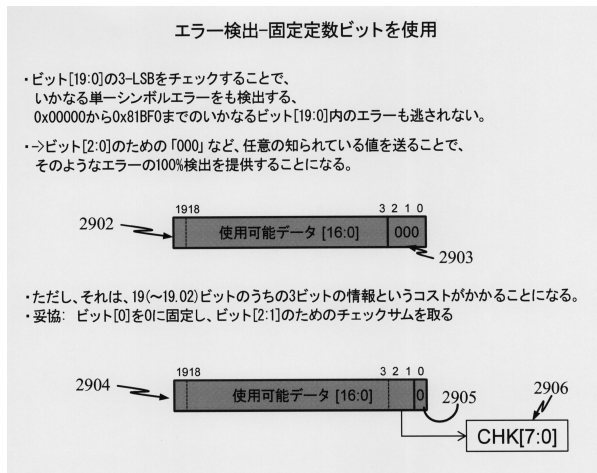 エラー検出-固定定数ビットを使用
・ビット[19:0]の3-LSBをチェックすることで、
いかなる単一シンボルエラーをも検出する、
0x00000から0x81BF0までのいかなるビット[19:0]内のエラーも逃されない。
・->ビット[2:0]のための「000」など、任意の知られている値を送ることで、
そのようなエラーの100%検出を提供することになる。
1918 3 2 1 0
2902 使用可能データ [16:0] 000
2903
・ただし、それは、19(~19.02)ビットのうちの3ビットの情報というコストがかかることになる。
・妥協: ビット[0]を0に固定し、ビット[2:1]のためのチェックサムを取る
1918 3 2 1 0
2904 使用可能データ [16:0] 0 2905 2906
CHK[7:0]